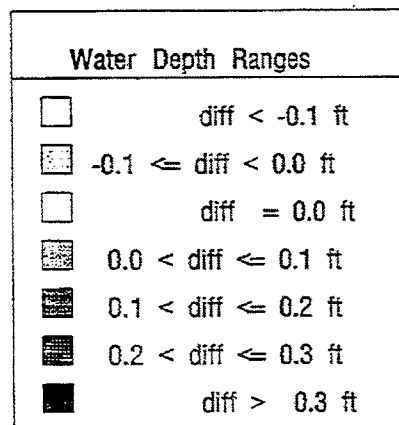 Water Depth Ranges
diff < -0.1 ft
-0.1 <= diff < 0.0 ft
diff = 0.0 ft
0.0 < diff <= 0.1 ft
0.1 < diff <= 0.2 ft
0.2 < diff <= 0.3 ft
diff > 0.3 ft